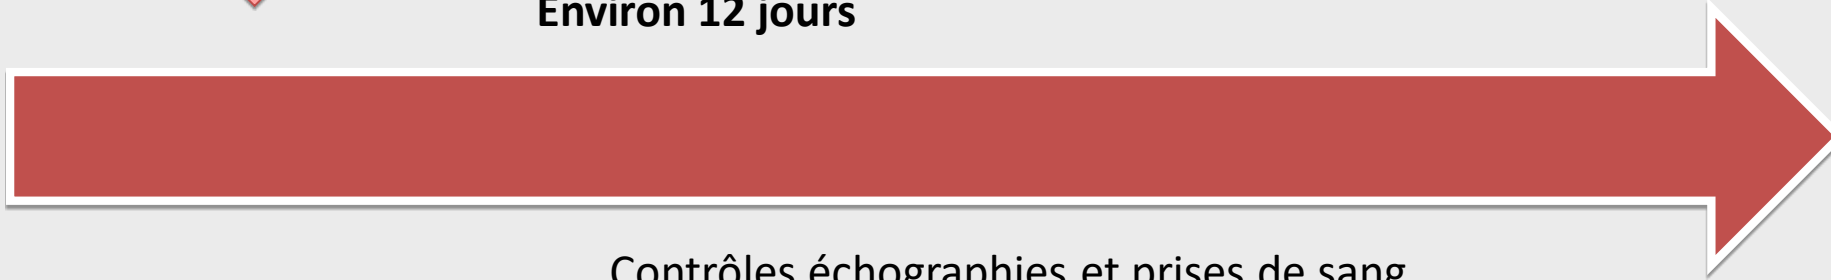 Environ 12 jours
Contrôles échographies et prises de sang